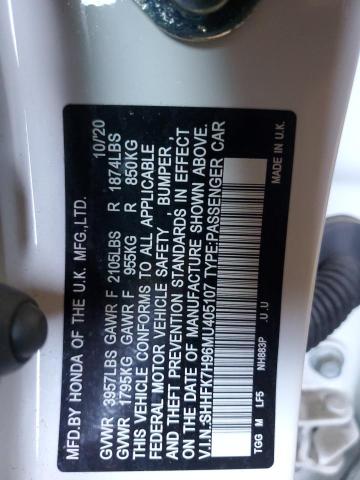 MFD.BY HONDA OF THE U.K. MFG.,LTD. 10/20
GVWR 3957LBS GAWR F 2105LBS R 1874LBS
GVWR 1795KG GAWR F 955KG R 850KG
THIS VEHICLE CONFORMS TO ALL APPLICABLE
FEDERAL MOTOR VEHICLE SAFETY , BUMPER,
AND THEFT PREVENTION STANDARDS IN EFFECT
ON THE DATE OF MANUFACTURE SHOWN ABOVE.
V.I.N.:SHHFK7H96MU405107 TYPE:PASSENGER CAR
NH883P .U.U MADE IN U.K.
TGG M LF5